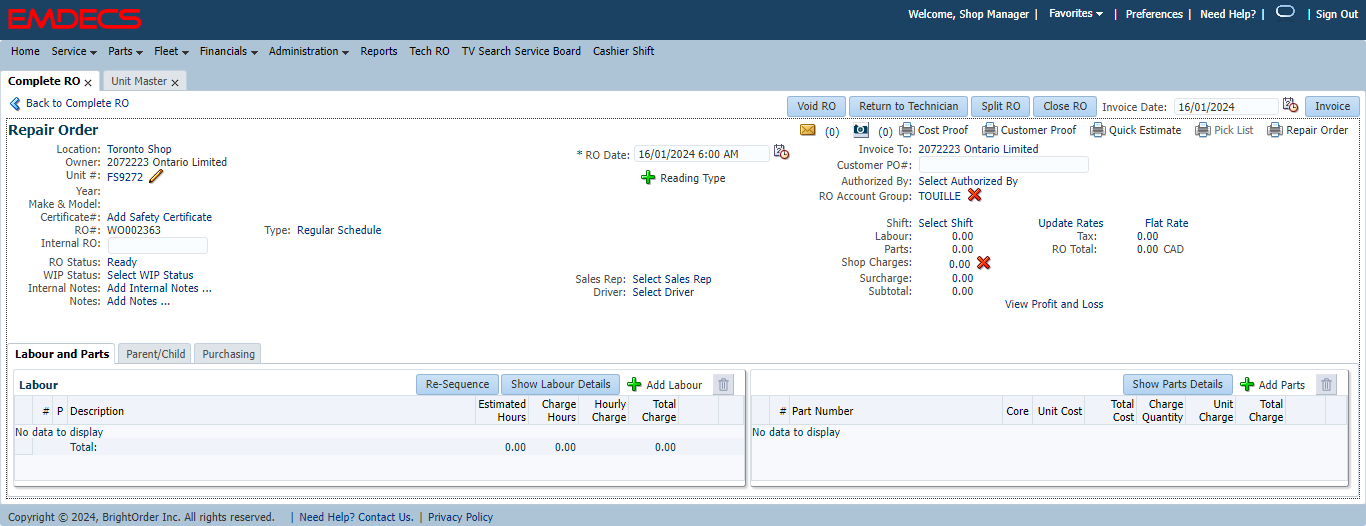 EMDECS
Welcome, Shop Manager | Favorites | Preferences | Need Help? | | Sign Out
Home Service Parts Fleet Financials Administration Reports Tech RO TV Search Service Board Cashier Shift
Complete RO x Unit Master x
Back to Complete RO Void RO Return to Technician Split RO Close RO Invoice Date: 16/01/2024 Invoice
Repair Order (0) (0) Cost Proof Customer Proof Quick Estimate Pick List Repair Order
Location: Toronto Shop * RO Date: 16/01/2024 6:00 AM Invoice To: 2072223 Ontario Limited
Owner: 2072223 Ontario Limited Customer PO#:
Unit #: FS9272 Reading Type Authorized By: Select Authorized By
Year: RO Account Group: TOUILLE
Make & Model:
Certificate#: Add Safety Certificate Shift: Select Shift Update Rates Flat Rate
RO#: WO002363 Type: Regular Schedule Labour: 0.00 Tax: 0.00
Internal RO: Parts: 0.00 RO Total: 0.00 CAD
RO Status: Ready Shop Charges: 0.00
WIP Status: Select WIP Status Sales Rep: Select Sales Rep Surcharge: 0.00
Internal Notes: Add Internal Notes ... Driver: Select Driver Subtotal: 0.00
Notes: Add Notes ... View Profit and Loss
Labour and Parts Parent/Child Purchasing
Labour Re-Sequence Show Labour Details Add Labour Show Parts Details Add Parts
# P Description Estimated Hours Charge Hours Hourly Charge Total Charge # Part Number Core Unit Cost Total Cost Charge Quantity Unit Charge Total Charge
No data to display No data to display
Total: 0.00 0.00 0.00
Copyright © 2024, BrightOrder Inc. All rights reserved. | Need Help? Contact Us. | Privacy Policy